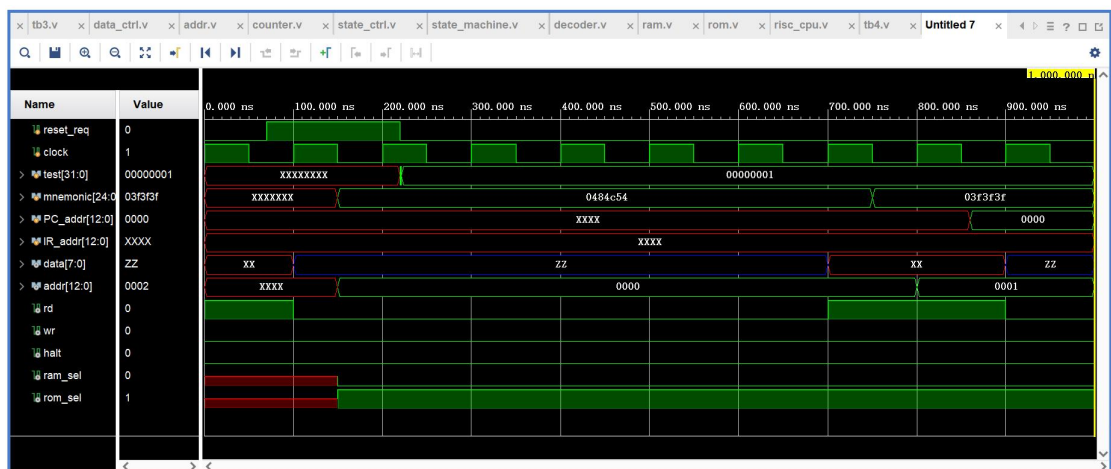 tb3.v data_ctrl.v addr.v counter.v state_ctrl.v state_machine.v decoder.v ram.v rom.v risc_cpu.v tb4.v Untitled 7
1,000.000 n
Name Value 0.000 ns 100.000 ns 200.000 ns 300.000 ns 400.000 ns 500.000 ns 600.000 ns 700.000 ns 800.000 ns 900.000 ns
reset_req 0
clock 1
test[31:0] 00000001 XXXXXXXX 00000001
mnemonic[24:0 03f3f3f XXXXXXX 0484c54 03f3f3f
PC_addr[12:0] 0000 XXXX 0000
IR_addr[12:0] XXXX XXXX
data[7:0] ZZ XX ZZ XX ZZ
addr[12:0] 0002 XXXX 0000 0001
rd 0
wr 0
halt 0
ram_sel 0
rom_sel 1